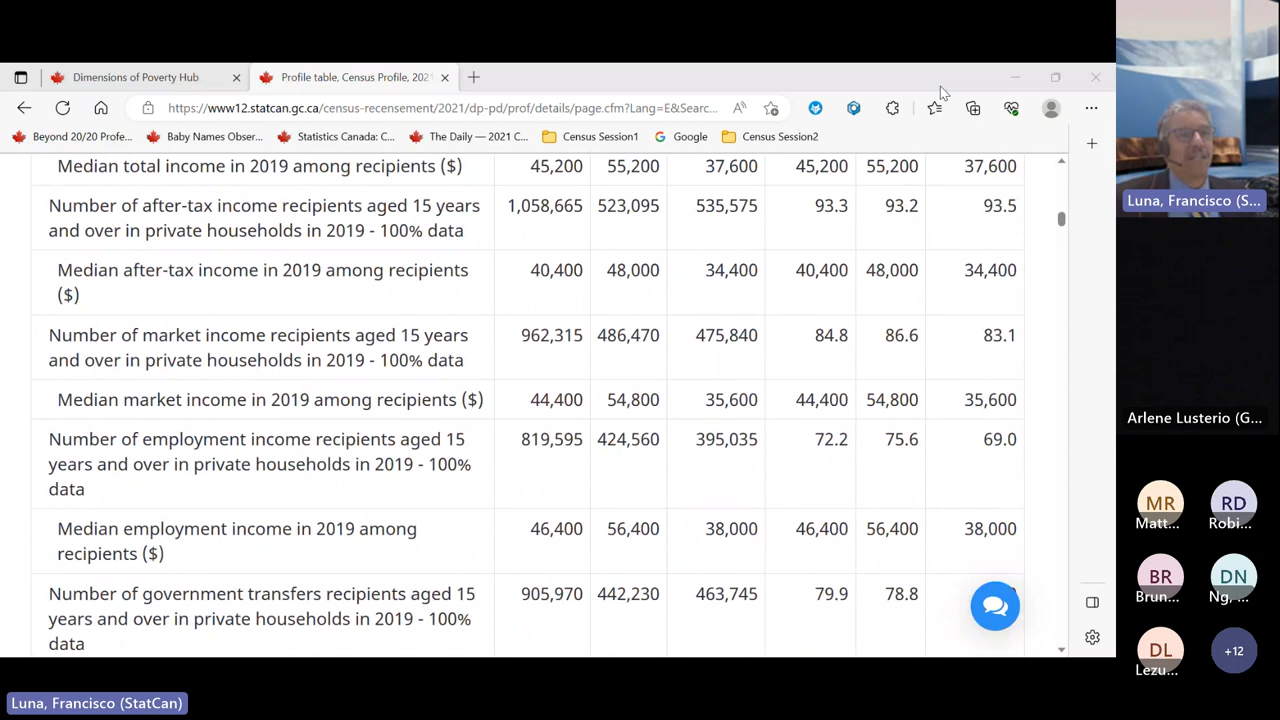 Dimensions of Poverty Hub
Profile table, Census Profile, 2021
https://www12.statcan.gc.ca/census-recensement/2021/dp-pd/prof/details/page.cfm?Lang=E&Searc...
Beyond 20/20 Profe...
Baby Names Obser...
Statistics Canada: C...
The Daily — 2021 C...
Census Session1
Google
Census Session2
Median total income in 2019 among recipients ($) 45,200 55,200 37,600 45,200 55,200 37,600
Number of after-tax income recipients aged 15 years 1,058,665 523,095 535,575 93.3 93.2 93.5
and over in private households in 2019 - 100% data
Median after-tax income in 2019 among recipients 40,400 48,000 34,400 40,400 48,000 34,400
($)
Number of market income recipients aged 15 years 962,315 486,470 475,840 84.8 86.6 83.1
and over in private households in 2019 - 100% data
Median market income in 2019 among recipients ($) 44,400 54,800 35,600 44,400 54,800 35,600
Number of employment income recipients aged 15 819,595 424,560 395,035 72.2 75.6 69.0
years and over in private households in 2019 - 100%
data
Median employment income in 2019 among 46,400 56,400 38,000 46,400 56,400 38,000
recipients ($)
Number of government transfers recipients aged 15 905,970 442,230 463,745 79.9 78.8
years and over in private households in 2019 - 100%
data
Luna, Francisco (S...
Arlene Lusterio (G...
MR
Matt...
RD
Robi...
BR
Brun...
DN
Ng, ...
DL
Lezu...
+12
Luna, Francisco (StatCan)